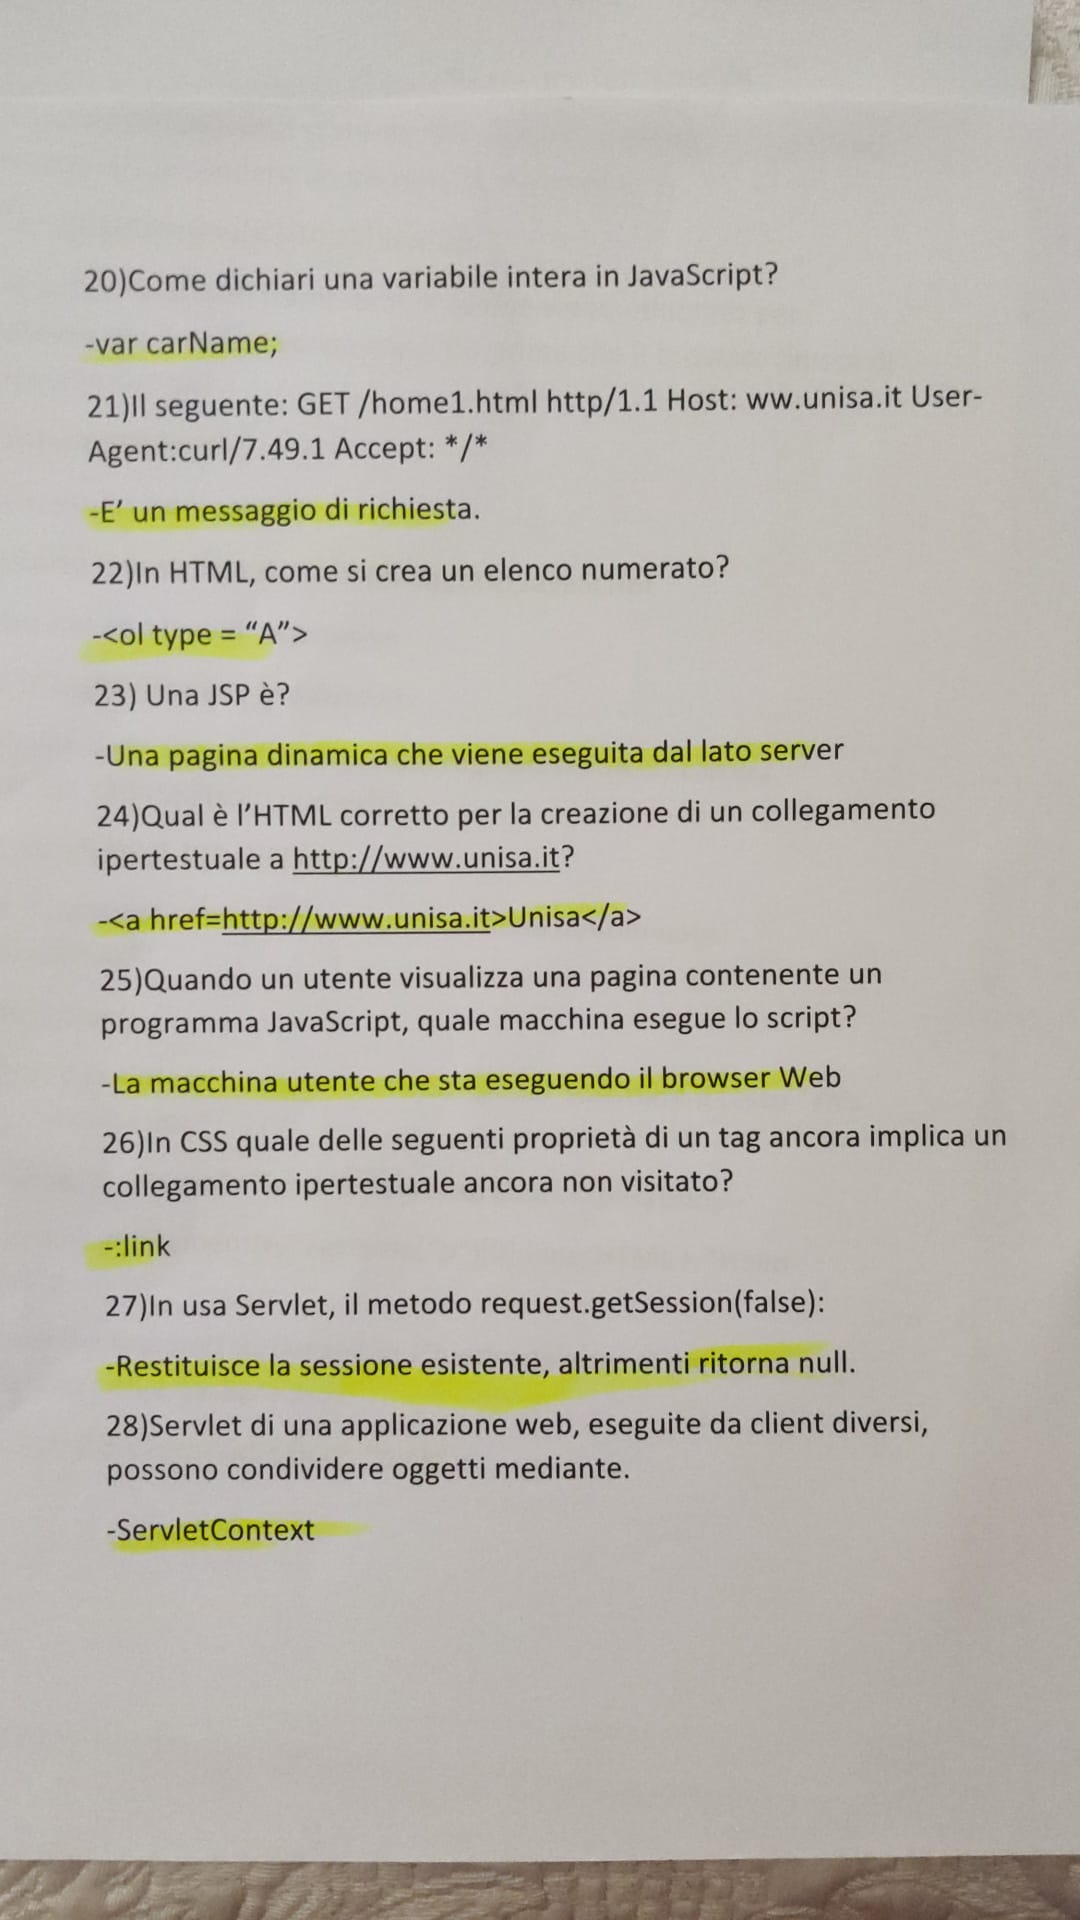 20)Come dichiari una variabile intera in JavaScript?
-var carName;
21)Il seguente: GET /home1.html http/1.1 Host: ww.unisa.it User-
Agent:curl/7.49.1 Accept: */*
-E’ un messaggio di richiesta.
22)In HTML, come si crea un elenco numerato?
-<ol type = “A”>
23) Una JSP è?
-Una pagina dinamica che viene eseguita dal lato server
24)Qual è l’HTML corretto per la creazione di un collegamento
ipertestuale a http://www.unisa.it?
-<a href=http://www.unisa.it>Unisa</a>
25)Quando un utente visualizza una pagina contenente un
programma JavaScript, quale macchina esegue lo script?
-La macchina utente che sta eseguendo il browser Web
26)In CSS quale delle seguenti proprietà di un tag ancora implica un
collegamento ipertestuale ancora non visitato?
-:link
27)In usa Servlet, il metodo request.getSession(false):
-Restituisce la sessione esistente, altrimenti ritorna null.
28)Servlet di una applicazione web, eseguite da client diversi,
possono condividere oggetti mediante.
-ServletContext